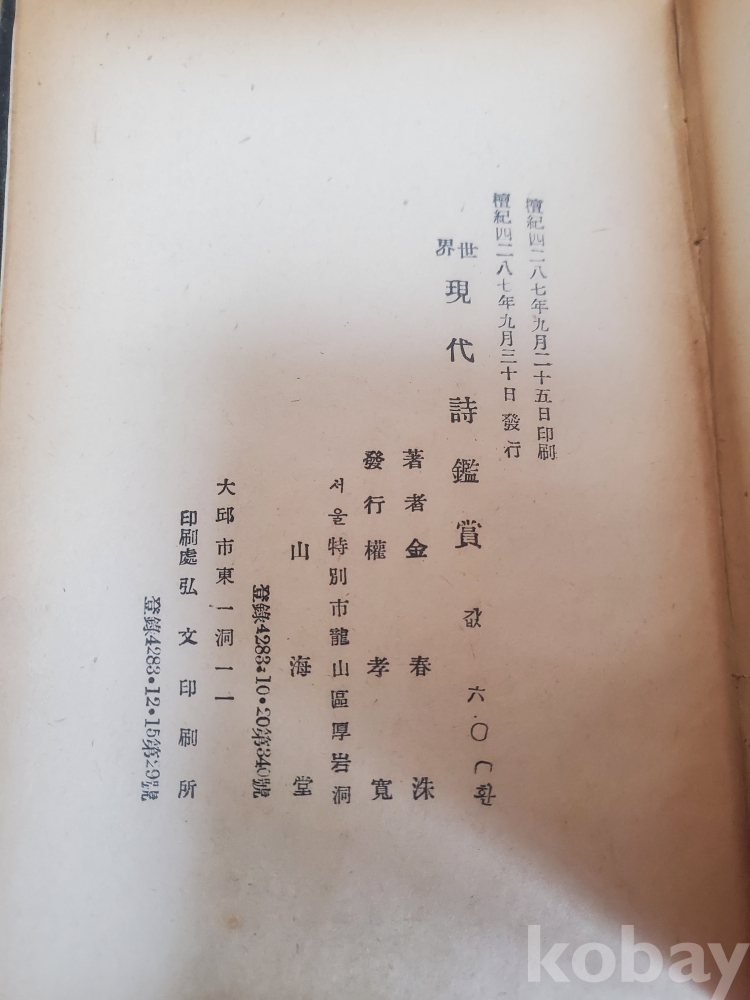 檀紀四二八七年九月二十五日印刷
檀紀四二八七年九月三十日 發行
世界 現代詩鑑賞 값 六〇〇환
著者 金春洙
發行 權孝寬
서울特別市龍山區厚岩洞
山海堂
登錄4283·10·20第340號
大邱市東一洞一一
印刷處 弘文印刷所
登錄4283·12·15第29號
kobay